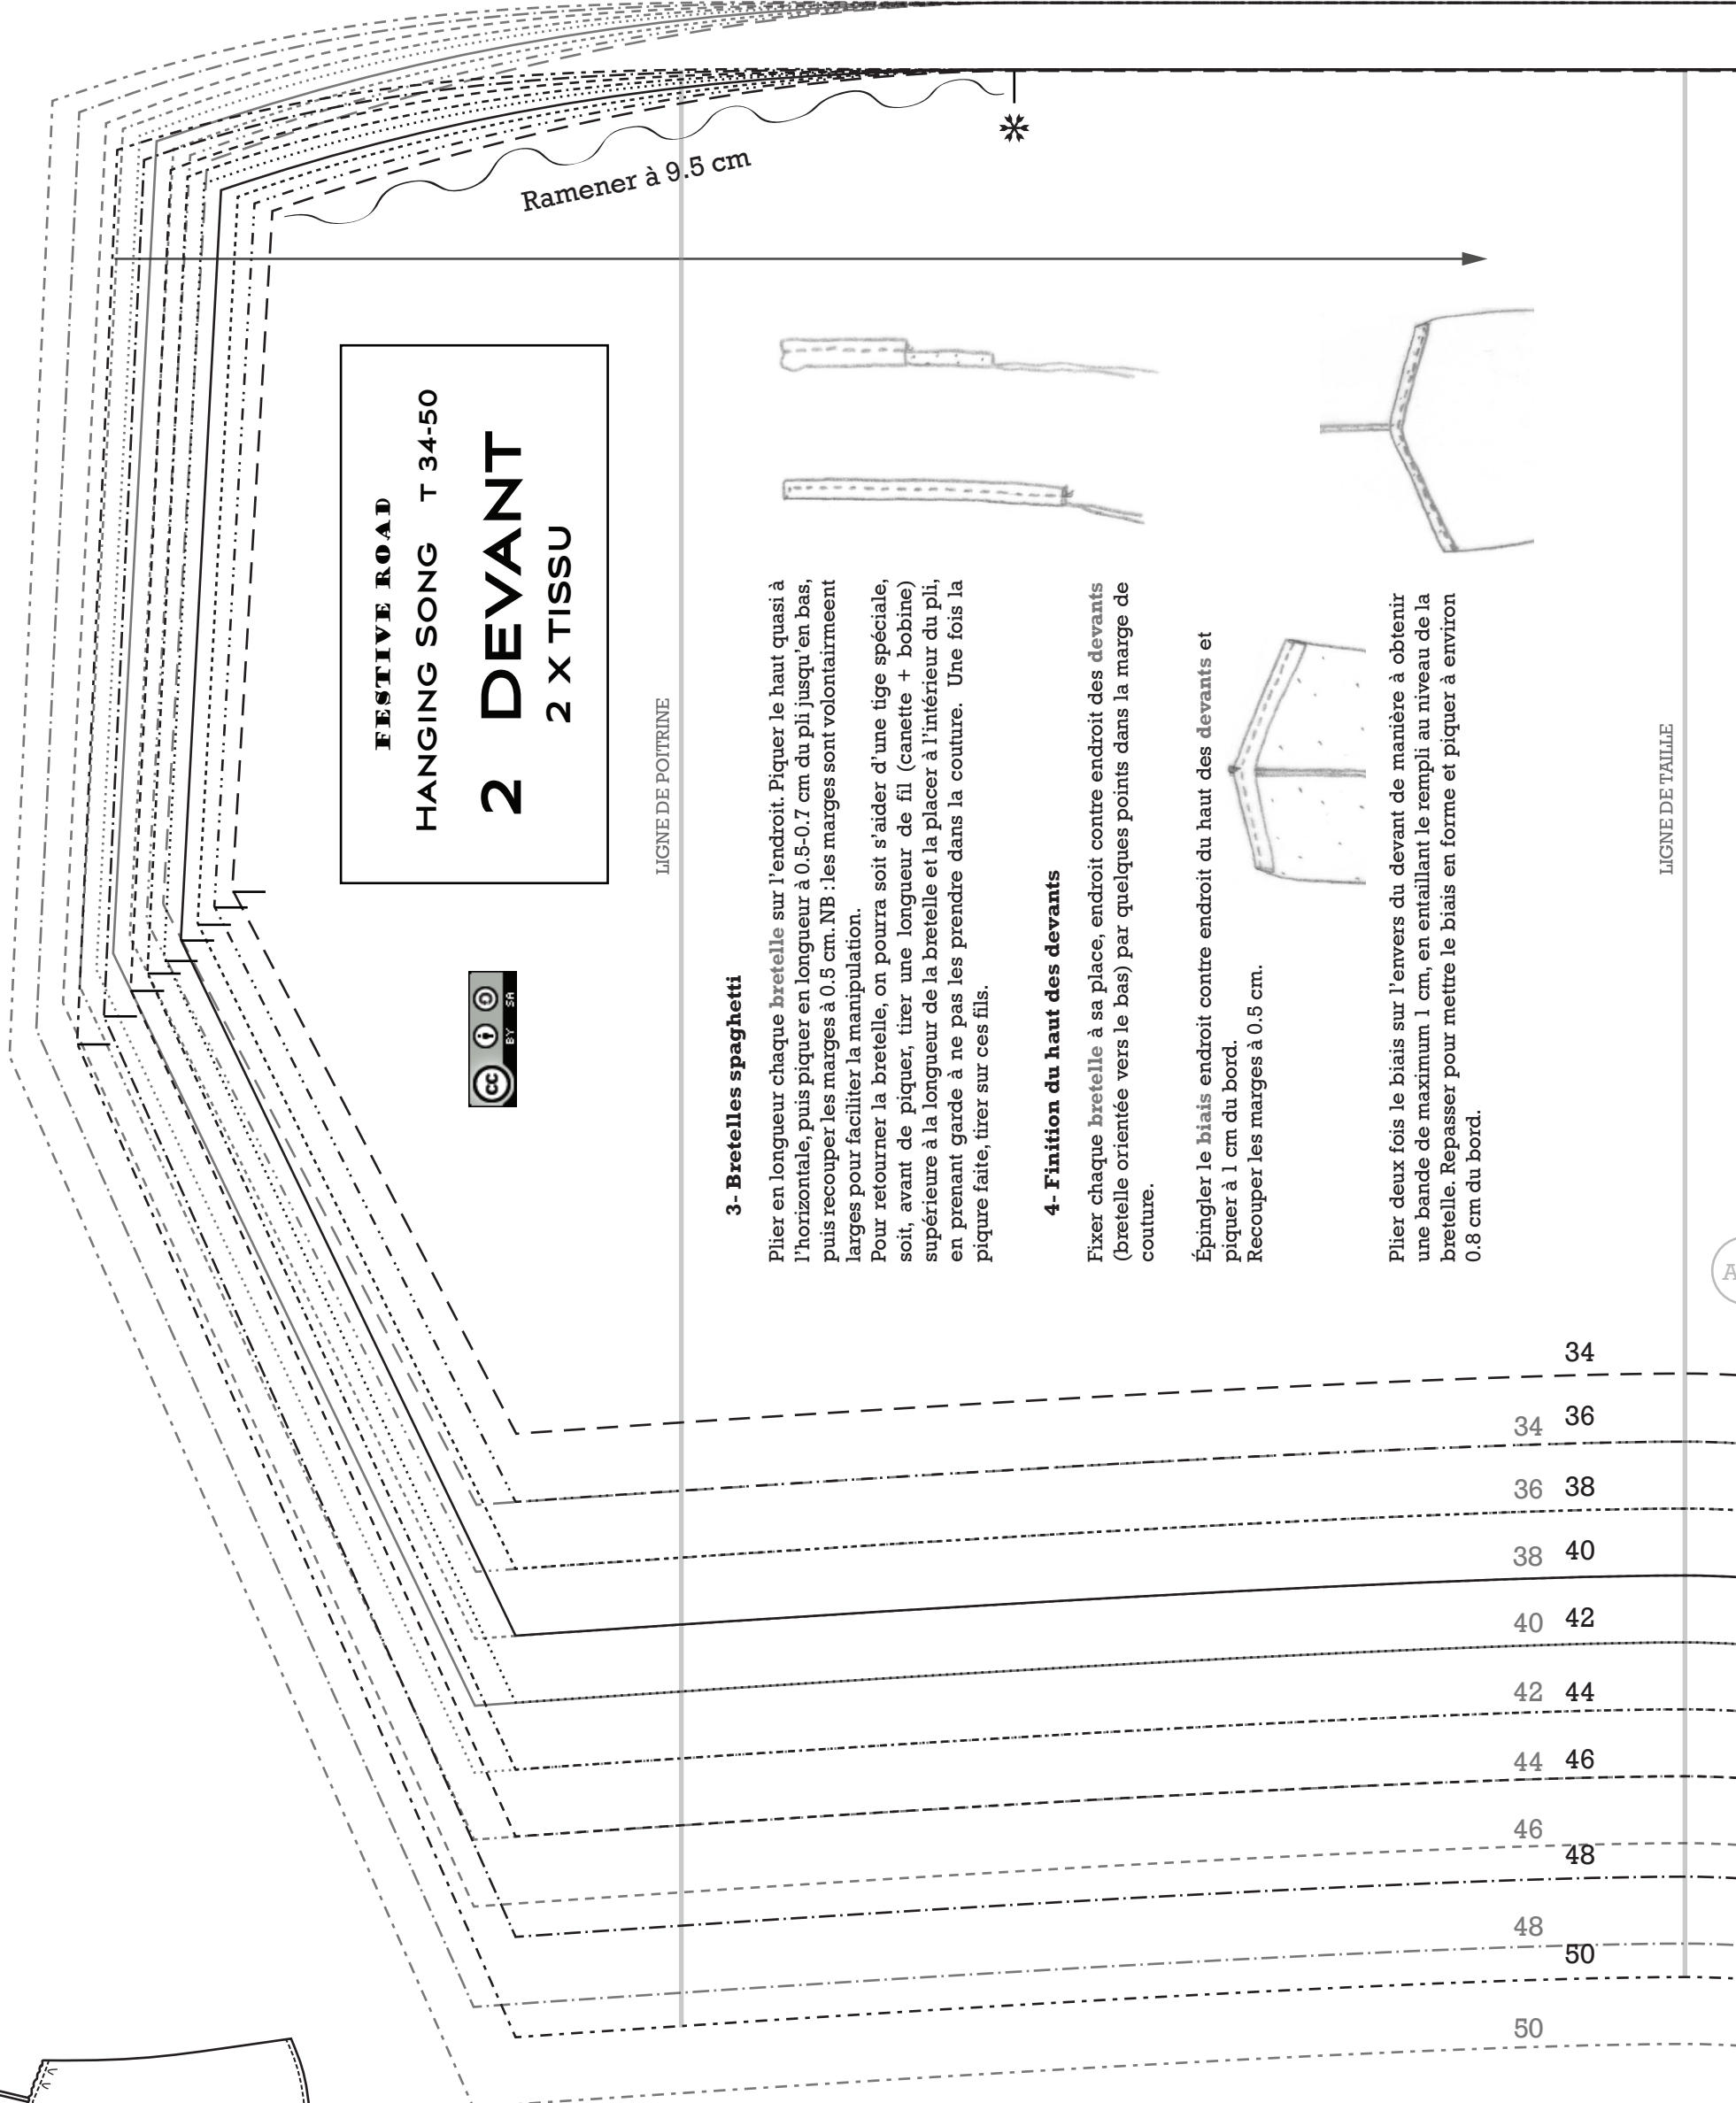 Ramener à 9.5 cm
FESTIVE ROAD
HANGING SONG T 34-50
2 DEVANT
2 X TISSU
cc BY SA
LIGNE DE POITRINE
3- Bretelles spaghetti
Plier en longueur chaque bretelle sur l'endroit. Piquer le haut quasi à
l'horizontale, puis piquer en longueur à 0.5-0.7 cm du pli jusqu'en bas,
puis recouper les marges à 0.5 cm. NB : les marges sont volontairmeent
larges pour faciliter la manipulation.
Pour retourner la bretelle, on pourra soit s'aider d'une tige spéciale,
soit, avant de piquer, tirer une longueur de fil (canette + bobine)
supérieure à la longueur de la bretelle et la placer à l'intérieur du pli,
en prenant garde à ne pas les prendre dans la couture. Une fois la
piqure faite, tirer sur ces fils.
4- Finition du haut des devants
Fixer chaque bretelle à sa place, endroit contre endroit des devants
(bretelle orientée vers le bas) par quelques points dans la marge de
couture.
Épingler le biais endroit contre endroit du haut des devants et
piquer à 1 cm du bord.
Recouper les marges à 0.5 cm.
Plier deux fois le biais sur l'envers du devant de manière à obtenir
une bande de maximum 1 cm, en entaillant le rempli au niveau de la
bretelle. Repasser pour mettre le biais en forme et piquer à environ
0.8 cm du bord.
LIGNE DE TAILLE
A
34
34 36
36 38
38 40
40 42
42 44
44 46
46
48
48
50
50